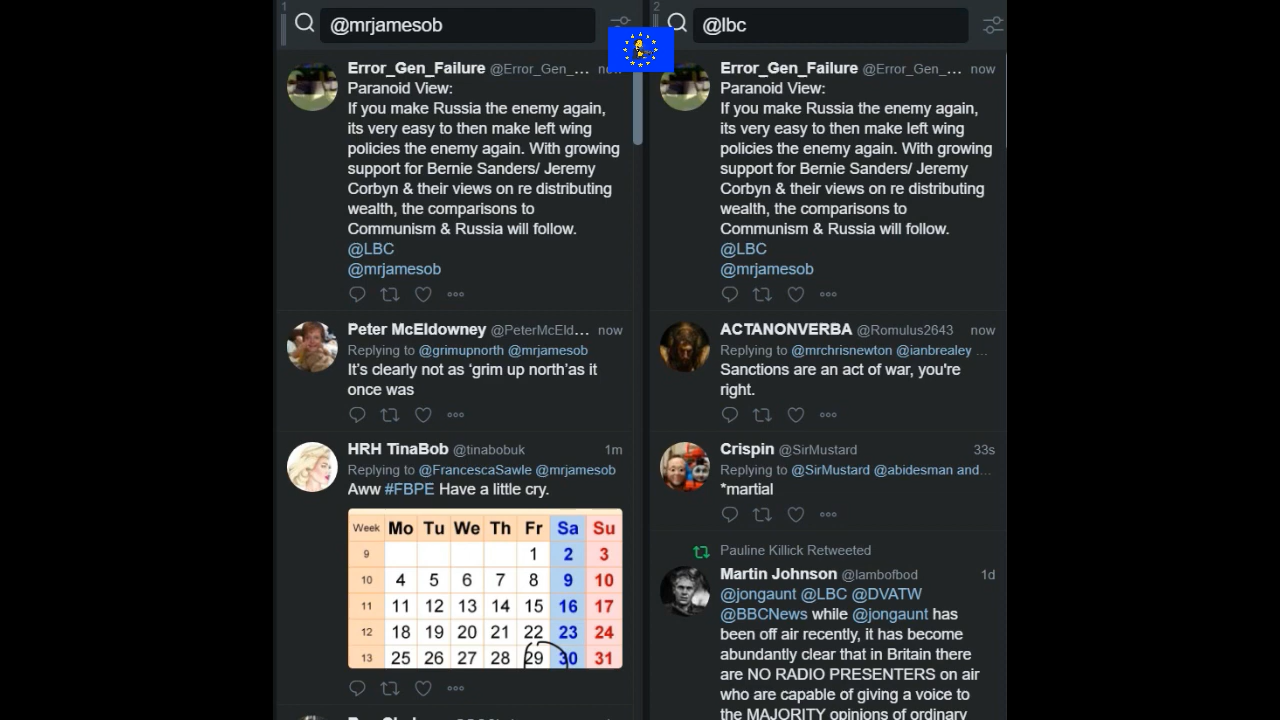 1
@mrjamesob
Error_Gen_Failure @Error_Gen_... now
Paranoid View:
If you make Russia the enemy again,
its very easy to then make left wing
policies the enemy again. With growing
support for Bernie Sanders/ Jeremy
Corbyn & their views on re distributing
wealth, the comparisons to
Communism & Russia will follow.
@LBC
@mrjamesob
Peter McEldowney @PeterMcEld... now
Replying to @grimupnorth @mrjamesob
It's clearly not as ‘grim up north’as it
once was
HRH TinaBob @tinabobuk 1m
Replying to @FrancescaSawle @mrjamesob
Aww #FBPE Have a little cry.
Week Mo Tu We Th Fr Sa Su
9 1 2 3
10 4 5 6 7 8 9 10
11 11 12 13 14 15 16 17
12 18 19 20 21 22 23 24
13 25 26 27 28 29 30 31
2
@lbc
Error_Gen_Failure @Error_Gen_... now
Paranoid View:
If you make Russia the enemy again,
its very easy to then make left wing
policies the enemy again. With growing
support for Bernie Sanders/ Jeremy
Corbyn & their views on re distributing
wealth, the comparisons to
Communism & Russia will follow.
@LBC
@mrjamesob
ACTANONVERBA @Romulus2643 now
Replying to @mrchrisnewton @ianbrealey ...
Sanctions are an act of war, you're
right.
Crispin @SirMustard 33s
Replying to @SirMustard @abidesman and...
*martial
Pauline Killick Retweeted
Martin Johnson @lambofbod 1d
@jongaunt @LBC @DVATW
@BBCNews while @jongaunt has
been off air recently, it has become
abundantly clear that in Britain there
are NO RADIO PRESENTERS on air
who are capable of giving a voice to
the MAJORITY opinions of ordinary